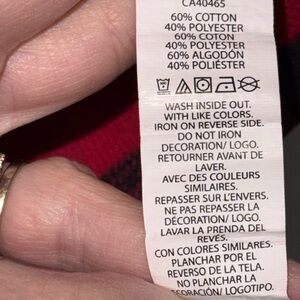 CA40465
60% COTTON
40% POLYESTER
60% COTON
40% POLYESTER
60% ALGODÓN
40% POLIÉSTER
WASH INSIDE OUT.
WITH LIKE COLORS.
IRON ON REVERSE SIDE.
DO NOT IRON
DECORATION/ LOGO.
RETOURNER AVANT DE
LAVER.
AVEC DES COULEURS
SIMILAIRES.
REPASSER SUR L'ENVERS.
NE PAS REPASSER LA
DÉCORATION/ LOGO.
LAVAR LA PRENDA DEL
REVÉS.
CON COLORES SIMILARES.
PLANCHAR POR EL
REVERSO DE LA TELA.
NO PLANCHAR LA
ECORACIÓN/ LOGOTIPO.